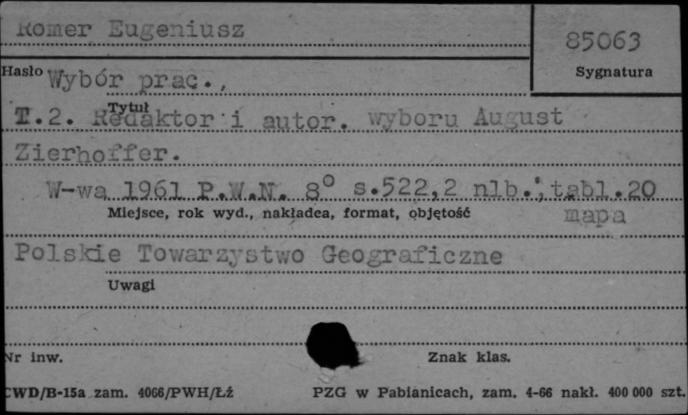 Romer Eugeniusz
85063
Hasło
Sygnatura
Wybór prac.,
Tytuł
T.2. Redaktor i autor. wyboru August
Zierhoffer.
W-wa 1961 P.W.N. 8° s.522,2 nlb.; tabl.20
Miejsce, rok wyd., nakładca, format, objętość
mapa
Polskie Towarzystwo Geograficzne
Uwagi
Nr inw.
Znak klas.
CWD/B-15a zam. 4066/PWH/Łź
PZG w Pabianicach, zam. 4-66 nakł. 400 000 szt.